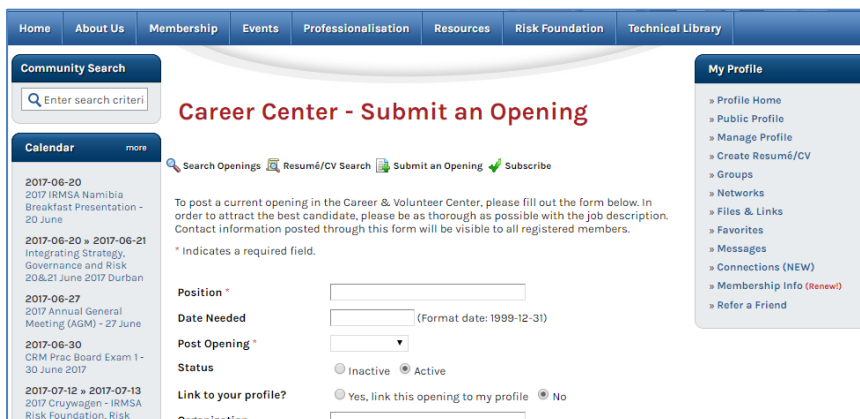 Home About Us Membership Events Professionalisation Resources Risk Foundation Technical Library
Community Search
Enter search criteri
Calendar more
2017-06-20
2017 IRMSA Namibia
Breakfast Presentation -
20 June
2017-06-20 » 2017-06-21
Integrating Strategy,
Governance and Risk
20&21 June 2017 Durban
2017-06-27
2017 Annual General
Meeting (AGM) - 27 June
2017-06-30
CRM Prac Board Exam 1 -
30 June 2017
2017-07-12 » 2017-07-13
2017 Cruywagen - IRMSA
Risk Foundation, Risk
Career Center - Submit an Opening
Search Openings Resumé/CV Search Submit an Opening Subscribe
To post a current opening in the Career & Volunteer Center, please fill out the form below. In
order to attract the best candidate, please be as thorough as possible with the job description.
Contact information posted through this form will be visible to all registered members.
* Indicates a required field.
Position *
Date Needed (Format date: 1999-12-31)
Post Opening *
Status Inactive Active
Link to your profile? Yes, link this opening to my profile No
Organization
My Profile
» Profile Home
» Public Profile
» Manage Profile
» Create Resumé/CV
» Groups
» Networks
» Files & Links
» Favorites
» Messages
» Connections (NEW)
» Membership Info (Renew!)
» Refer a Friend